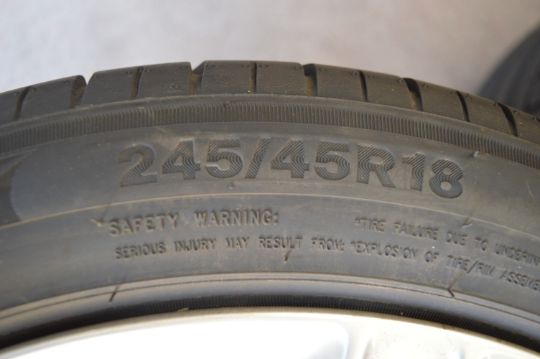 245/45R18
*SAFETY WARNING: *TIRE FAILURE DUE TO
SERIOUS INJURY MAY RESULT FROM: *EXPLOSION OF TIRE/RIM